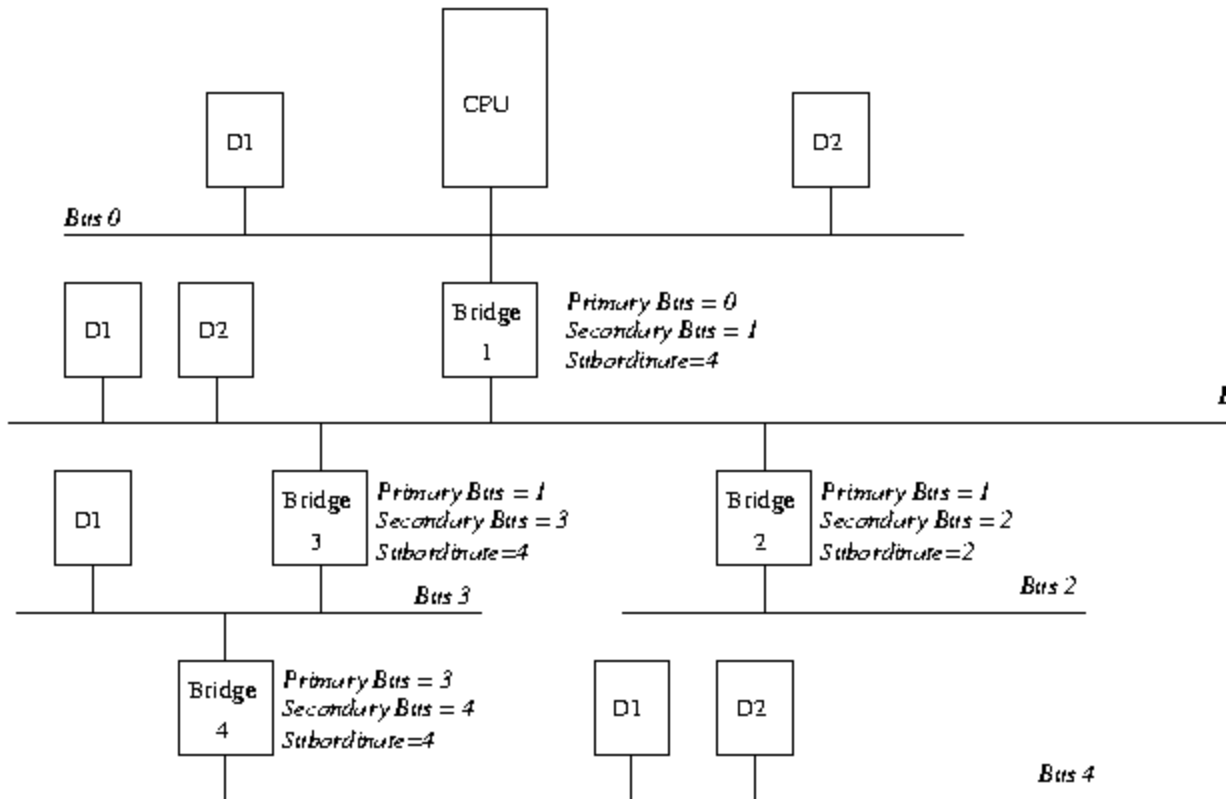 CPU
D1
D2
Bus 0
D1
D2
Bridge
1
Primary Bus = 0
Secondary Bus = 1
Subordinate=4
D1
Bridge
3
Primary Bus = 1
Secondary Bus = 3
Subordinate=4
Bridge
2
Primary Bus = 1
Secondary Bus = 2
Subordinate=2
Bus 3
Bus 2
Bridge
4
Primary Bus = 3
Secondary Bus = 4
Subordinate=4
D1
D2
Bus 4